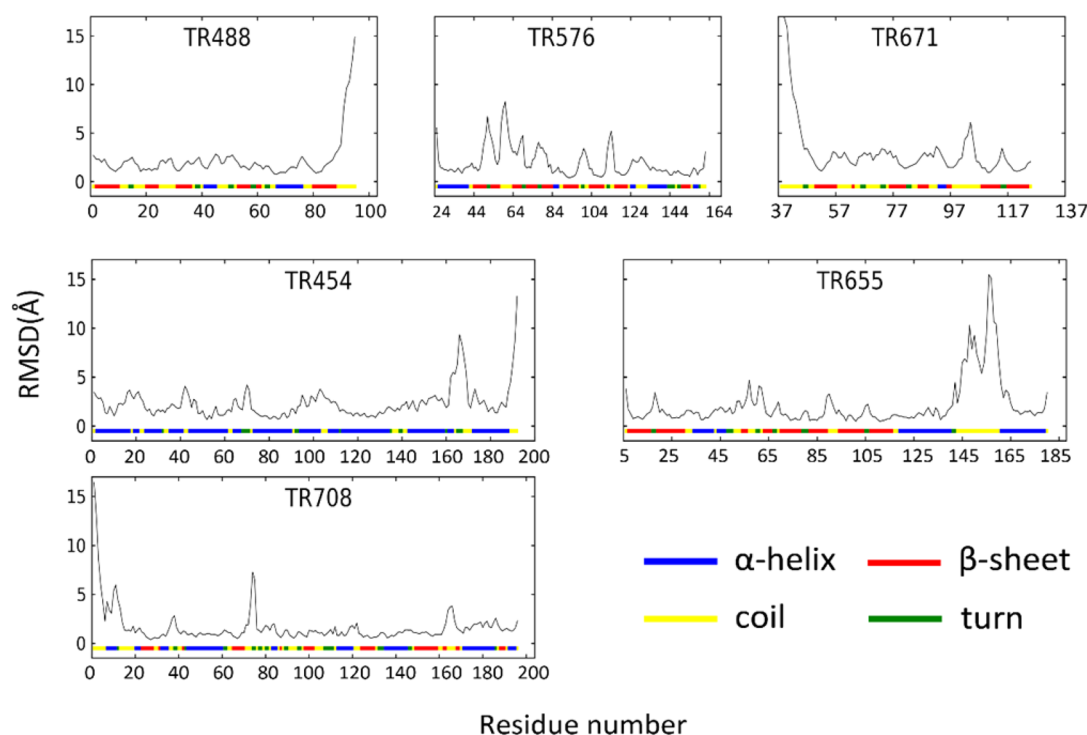 TR488 TR576 TR671
15
10
5
0
0 20 40 60 80 100 24 44 64 84 104 124 144 164 37 57 77 97 117 137
RMSD(Å)
TR454 TR655
15
10
5
0
0 20 40 60 80 100 120 140 160 180 200 5 25 45 65 85 105 125 145 165 185
TR708
15
10
5
0
0 20 40 60 80 100 120 140 160 180 200
α-helix β-sheet
coil turn
Residue number